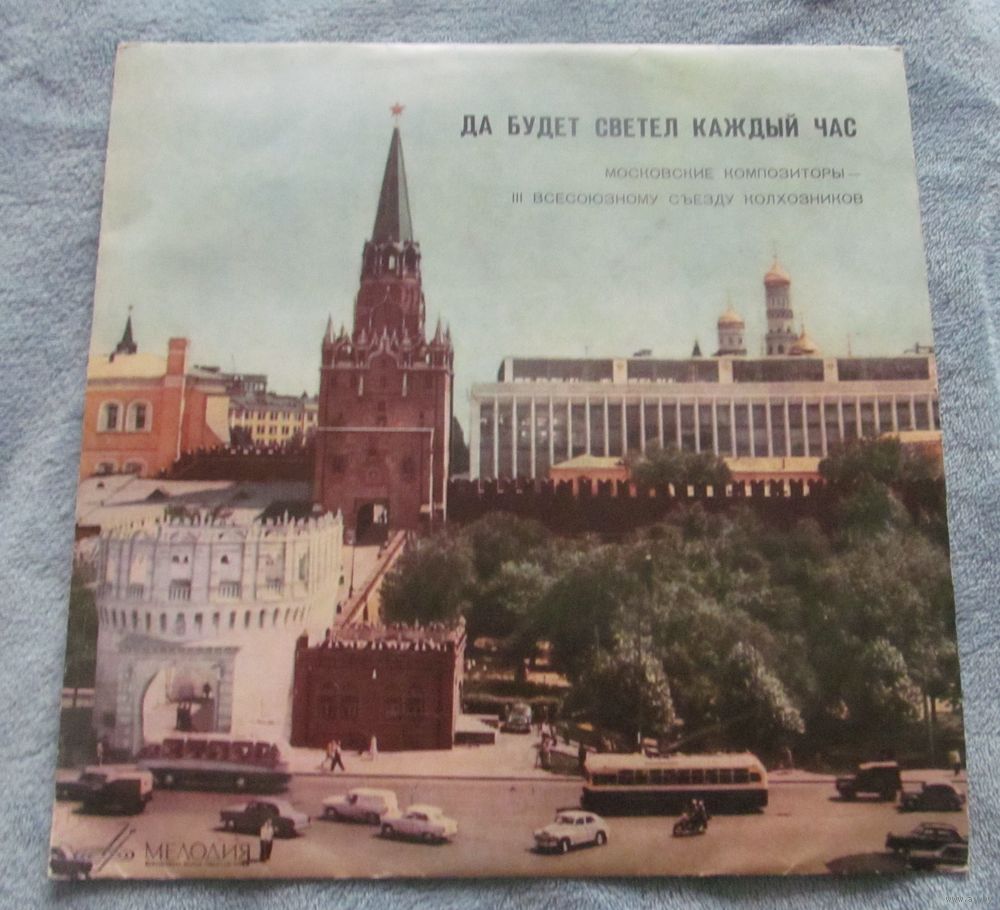 ДА БУДЕТ СВЕТЕЛ КАЖДЫЙ ЧАС
МОСКОВСКИЕ КОМПОЗИТОРЫ —
III ВСЕСОЮЗНОМУ СЪЕЗДУ КОЛХОЗНИКОВ
МЕЛОДИЯ